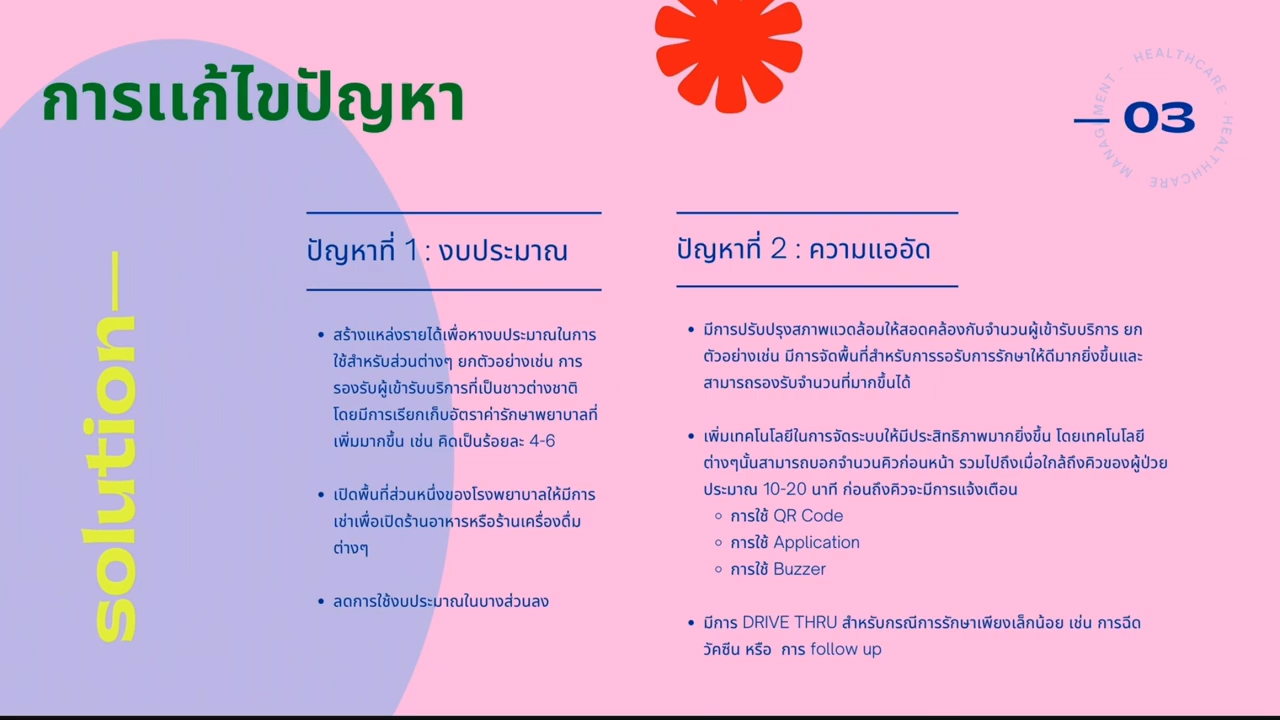 การแก้ไขปัญหา
HEALTHCARE · HEALTHHCARE MANAGEMENT ·
— 03
solution—
ปัญหาที่ 1 : งบประมาณ
• สร้างแหล่งรายได้เพื่อหางบประมาณในการ
ใช้สำหรับส่วนต่างๆ ยกตัวอย่างเช่น การ
รองรับผู้เข้ารับบริการที่เป็นชาวต่างชาติ
โดยมีการเรียกเก็บอัตราค่ารักษาพยาบาลที่
เพิ่มมากขึ้น เช่น คิดเป็นร้อยละ 4-6
• เปิดพื้นที่ส่วนหนึ่งของโรงพยาบาลให้มีการ
เช่าเพื่อเปิดร้านอาหารหรือร้านเครื่องดื่ม
ต่างๆ
• ลดการใช้งบประมาณในบางส่วนลง
ปัญหาที่ 2 : ความแออัด
• มีการปรับปรุงสภาพแวดล้อมให้สอดคล้องกับจำนวนผู้เข้ารับบริการ ยก
ตัวอย่างเช่น มีการจัดพื้นที่สำหรับการรอรับการรักษาให้ดีมากยิ่งขึ้นและ
สามารถรองรับจำนวนที่มากขึ้นได้
• เพิ่มเทคโนโลยีในการจัดระบบให้มีประสิทธิภาพมากยิ่งขึ้น โดยเทคโนโลยี
ต่างๆนั้นสามารถบอกจำนวนคิวก่อนหน้า รวมไปถึงเมื่อใกล้ถึงคิวของผู้ป่วย
ประมาณ 10-20 นาที ก่อนถึงคิวจะมีการแจ้งเตือน
◦ การใช้ QR Code
◦ การใช้ Application
◦ การใช้ Buzzer
• มีการ DRIVE THRU สำหรับกรณีการรักษาเพียงเล็กน้อย เช่น การฉีด
วัคซีน หรือ การ follow up